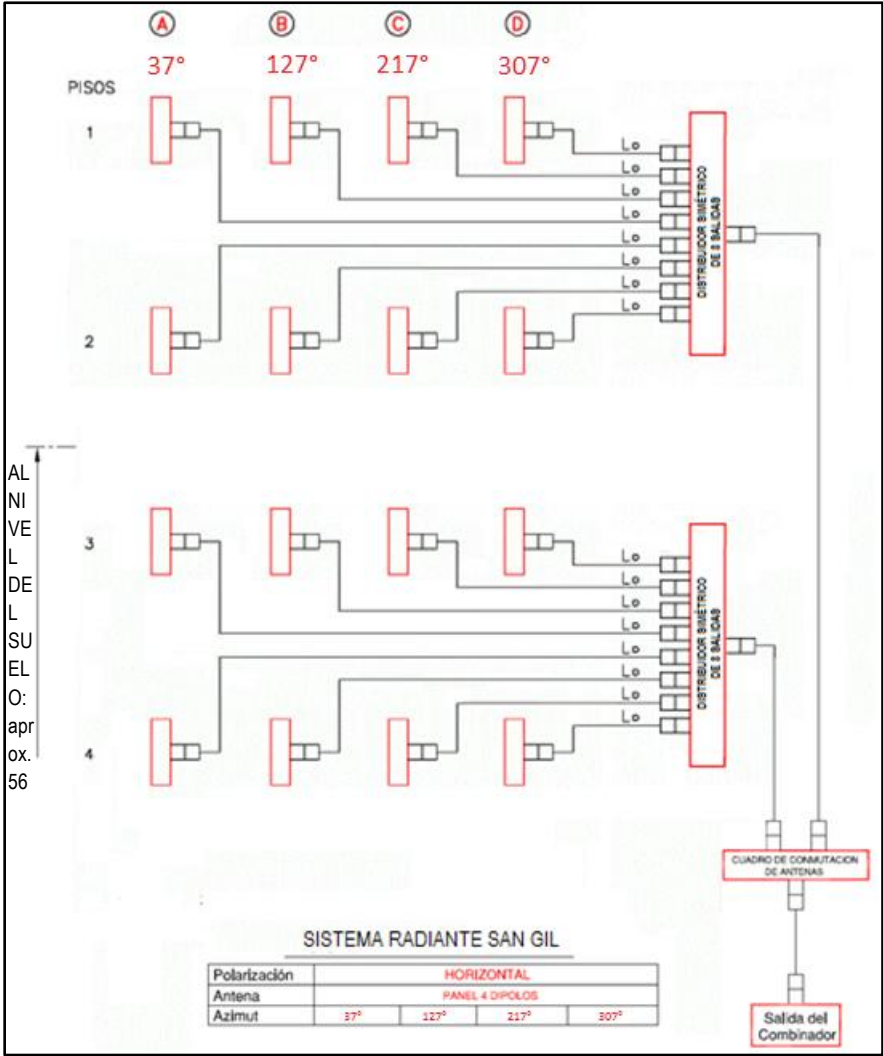 A B C D
37° 127° 217° 307°
PISOS
1
Lo
Lo
Lo
Lo
Lo
Lo
Lo
Lo
DISTRIBUIDOR SIMÉTRICO
DE 8 SALIDAS
2
AL
NI
VE
L
DE
L
SU
EL
O:
apr
ox.
56
3
Lo
Lo
Lo
Lo
Lo
Lo
Lo
Lo
DISTRIBUIDOR SIMÉTRICO
DE 8 SALIDAS
4
CUADRO DE CONMUTACION
DE ANTENAS
SISTEMA RADIANTE SAN GIL
Polarización HORIZONTAL
Antena PANEL 4 DIPOLOS
Azimut 37° 127° 217° 307°
Salida del
Combinador